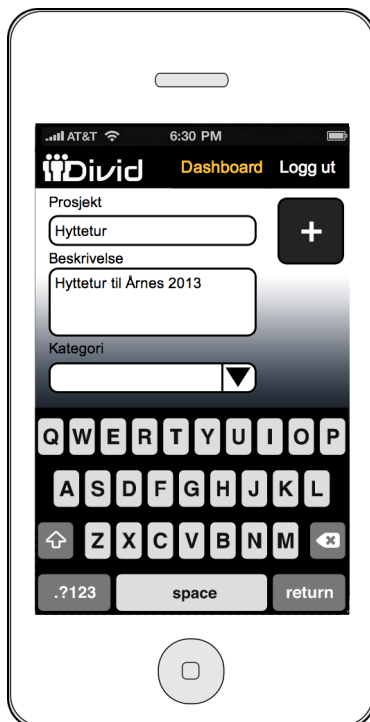 AT&T 6:30 PM
Divid Dashboard Logg ut
Prosjekt
Hyttetur
+
Beskrivelse
Hyttetur til Årnes 2013
Kategori
Q W E R T Y U I O P
A S D F G H J K L
Z X C V B N M
.?123 space return